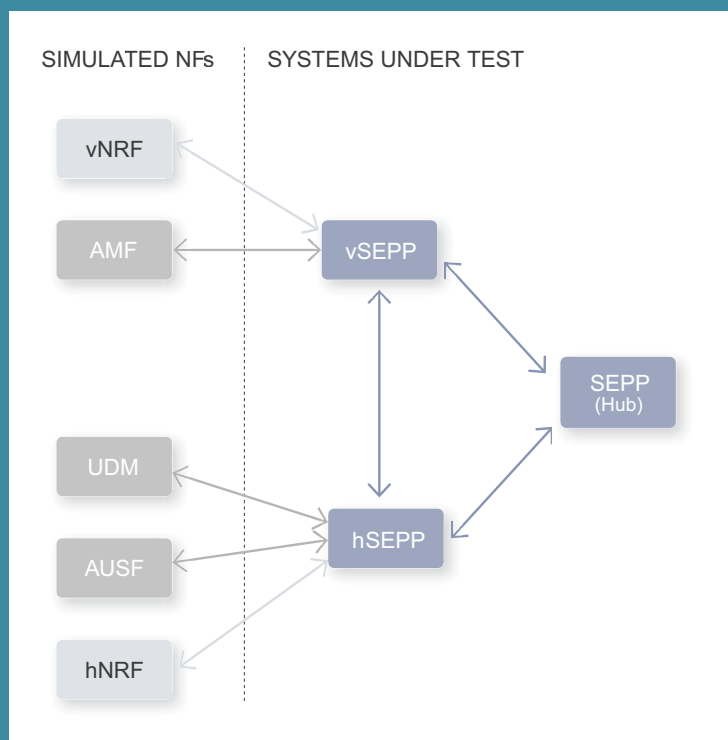 SIMULATED NFs
SYSTEMS UNDER TEST
vNRF
AMF
vSEPP
SEPP
(Hub)
UDM
hSEPP
AUSF
hNRF